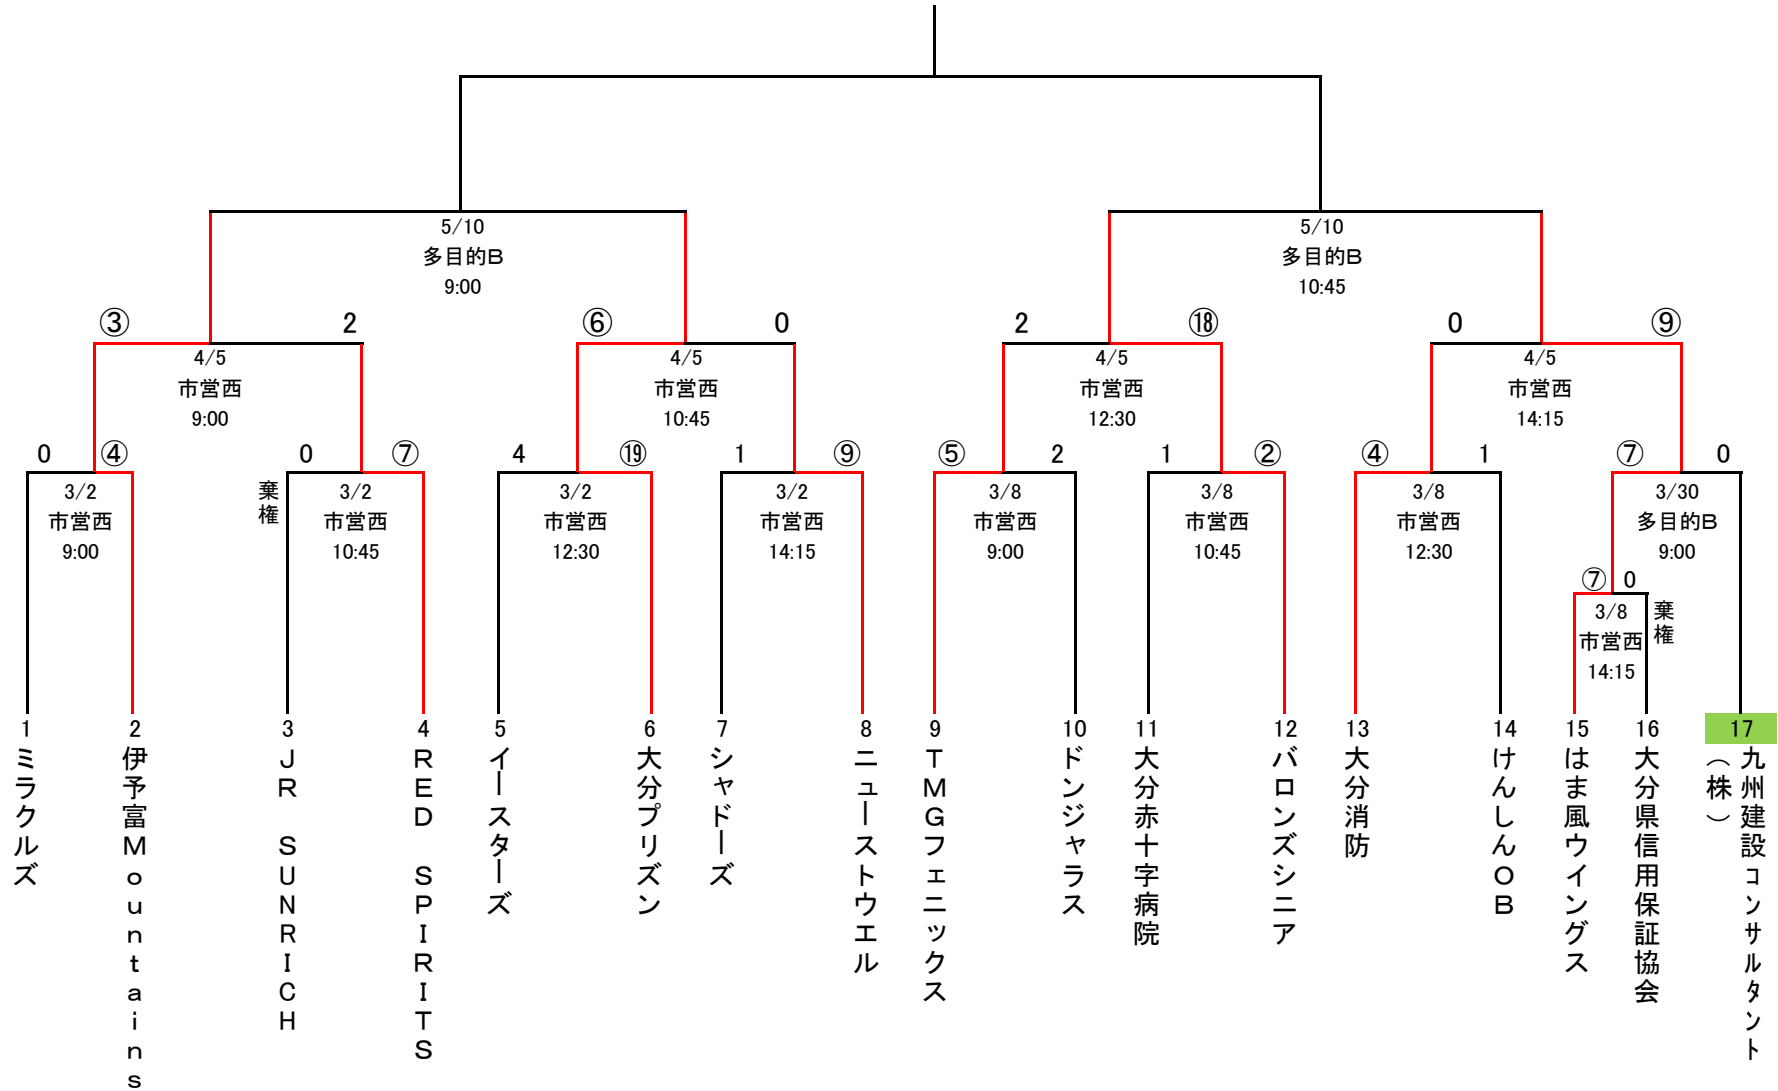 5/10
多目的B
9:00
5/10
多目的B
10:45
③ 2
4/5
市営西
9:00
⑥ 0
4/5
市営西
10:45
2 ⑱
4/5
市営西
12:30
0 ⑨
4/5
市営西
14:15
0 ④
3/2
市営西
9:00
0 ⑦
棄権
3/2
市営西
10:45
4 ⑲
3/2
市営西
12:30
1 ⑨
3/2
市営西
14:15
⑤ 2
3/8
市営西
9:00
1 ②
3/8
市営西
10:45
④ 1
3/8
市営西
12:30
⑦ 0
3/30
多目的B
9:00
⑦ 0
3/8
市営西
14:15
棄権
1
ミラクルズ
2
伊予富Mountains
3
JR SUNRICH
4
RED SPIRITS
5
イースターズ
6
大分プリズン
7
シャドーズ
8
ニューストウエル
9
TMGフェニックス
10
ドンジャラス
11
大分赤十字病院
12
バロンズシニア
13
大分消防
14
けんしんOB
15
はま風ウイングス
16
大分県信用保証協会
17
九州建設コンサルタント
(株)